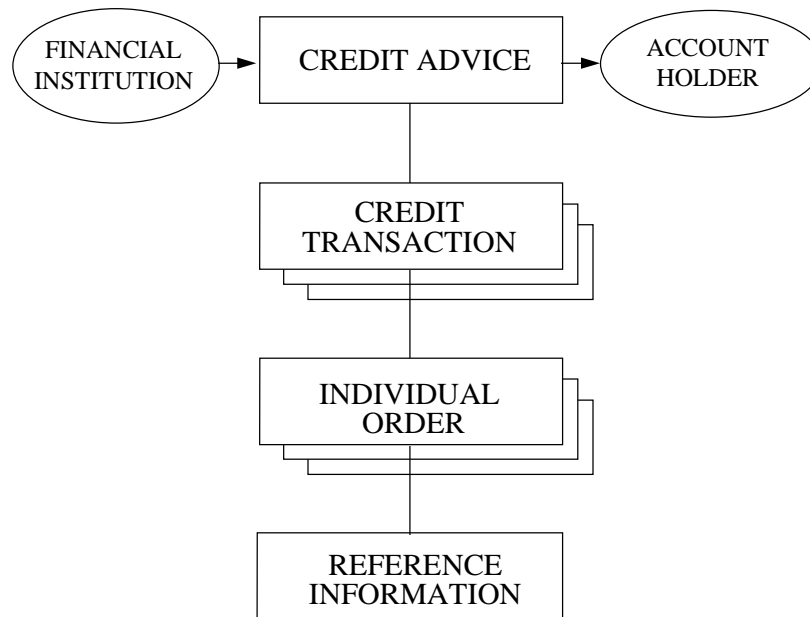 FINANCIAL
INSTITUTION
CREDIT ADVICE
ACCOUNT
HOLDER
CREDIT
TRANSACTION
INDIVIDUAL
ORDER
REFERENCE
INFORMATION